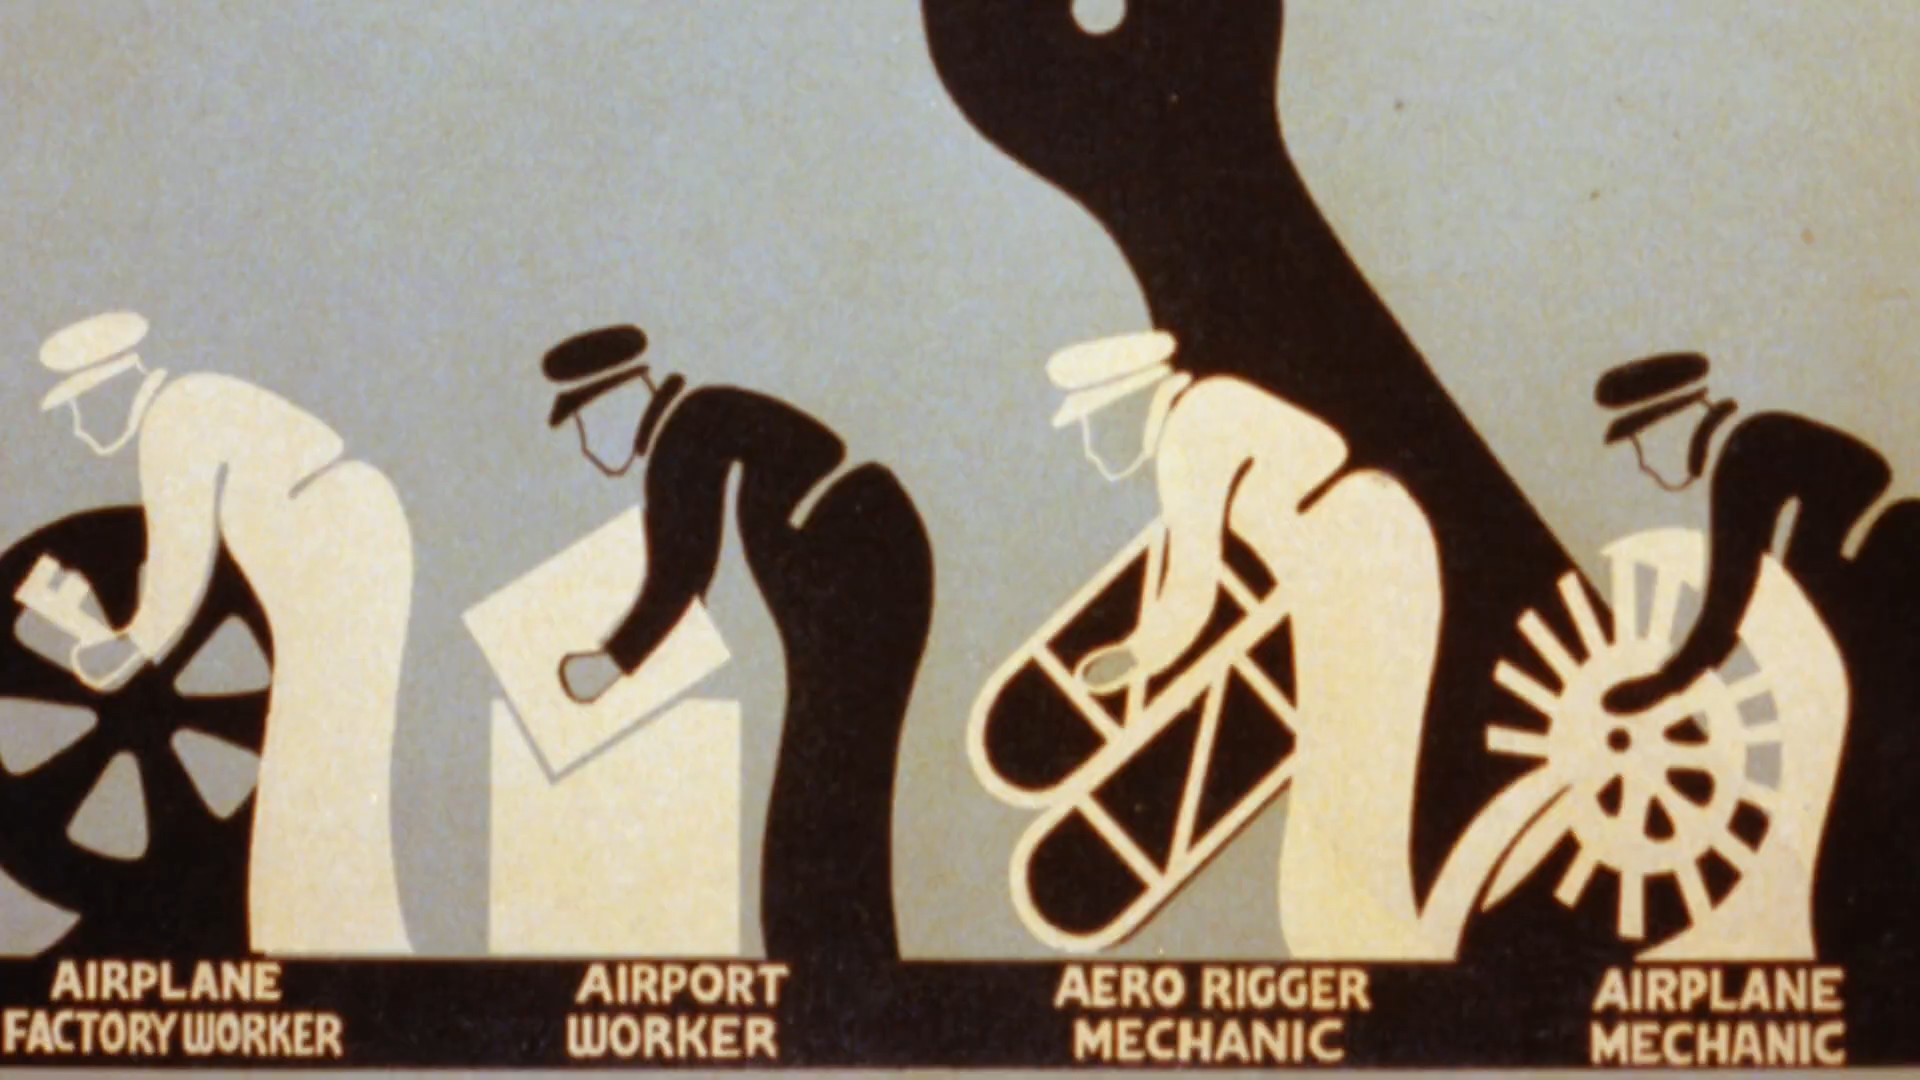 AIRPLANE
FACTORY WORKER
AIRPORT
WORKER
AERO RIGGER
MECHANIC
AIRPLANE
MECHANIC